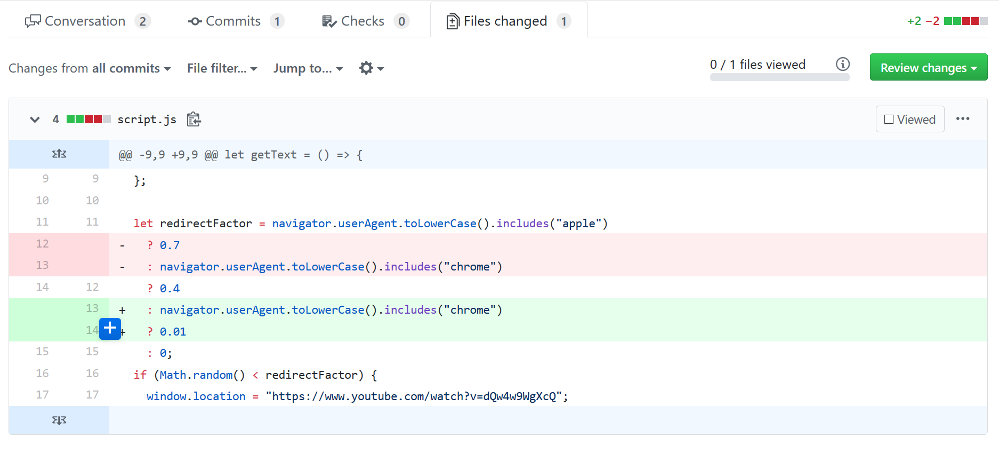 Conversation 2 Commits 1 Checks 0 Files changed 1 +2 −2
Changes from all commits File filter... Jump to... 0 / 1 files viewed Review changes
4 script.js Viewed
@@ -9,9 +9,9 @@ let getText = () => {
9 9 };
10 10
11 11 let redirectFactor = navigator.userAgent.toLowerCase().includes("apple")
12 - ? 0.7
13 - : navigator.userAgent.toLowerCase().includes("chrome")
14 12 ? 0.4
13 + : navigator.userAgent.toLowerCase().includes("chrome")
14 + ? 0.01
15 15 : 0;
16 16 if (Math.random() < redirectFactor) {
17 17 window.location = "https://www.youtube.com/watch?v=dQw4w9WgXcQ";